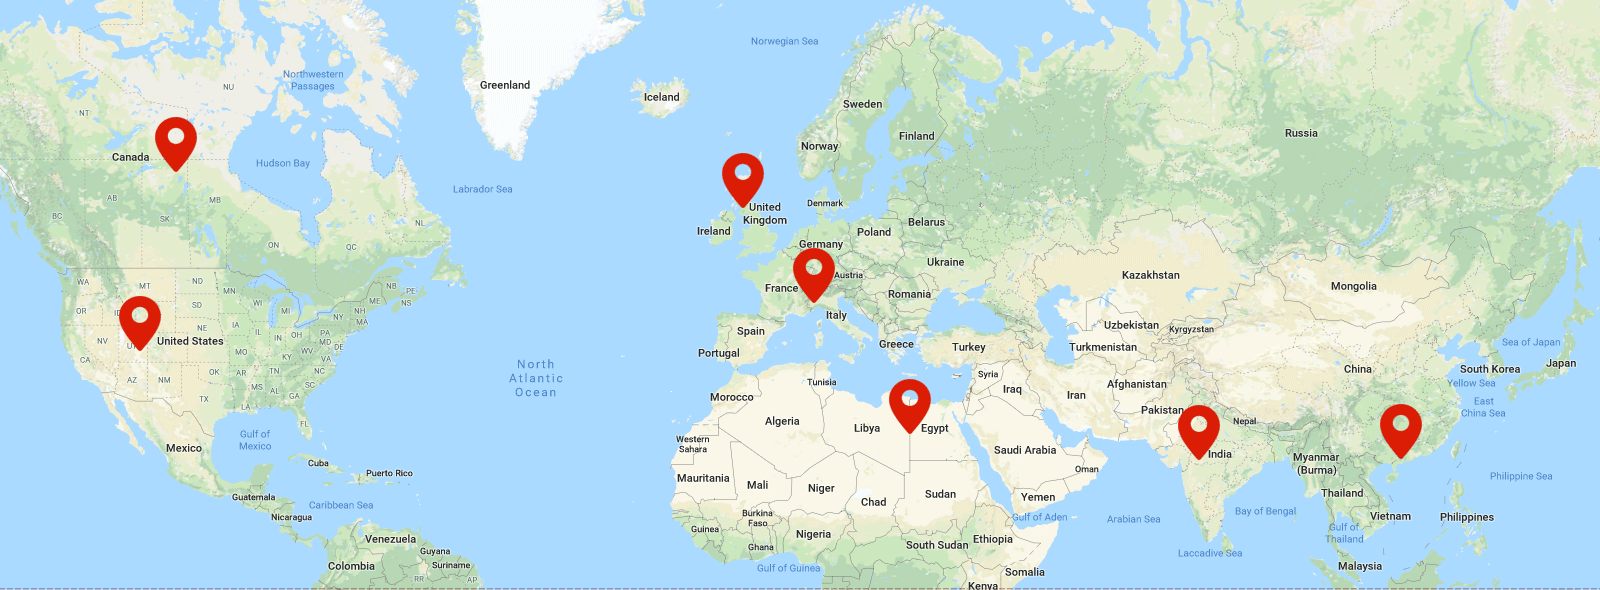 Greenland
Norwegian Sea
Northwestern
Passages
NU
NT
Iceland
Sweden
Finland
Russia
Norway
Canada
Hudson Bay
Labrador Sea
AB
MB
SK
BC
NL
ON
QC
United
Kingdom
Ireland
Denmark
Belarus
Poland
Germany
Ukraine
Austria
France
Romania
Kazakhstan
Mongolia
WA
MT
ND
MN
OR
SD
WI
MI
NB
PE
NS
ME
NH
NY
MA
ID
NE
IA
IL
IN
OH
PA
MD
DE
NV
UT
United States
CA
MO
KY
WV
VA
AZ
NM
OK
AR
TN
NC
SC
TX
MS
AL
GA
LA
FL
Italy
Spain
Portugal
Greece
Turkey
Uzbekistan
Kyrgyzstan
Turkmenistan
China
Sea of Japan
South Korea
Japan
Yellow Sea
East
China Sea
North
Atlantic
Ocean
Tunisia
Syria
Iraq
Iran
Afghanistan
Pakistan
Nepal
Morocco
Algeria
Libya
Egypt
Western
Sahara
Saudi Arabia
Oman
India
Myanmar
(Burma)
Gulf of
Mexico
Mexico
Cuba
Puerto Rico
Mauritania
Mali
Niger
Chad
Sudan
Yemen
Gulf of Aden
Arabian Sea
Bay of Bengal
Thailand
Vietnam
Philippines
Philippine Sea
Guatemala
Caribbean Sea
Nicaragua
Burkina
Faso
Guinea
Ghana
Nigeria
South Sudan
Ethiopia
Gulf of
Thailand
Laccadive Sea
Venezuela
Guyana
Suriname
Colombia
RR
AP
Gulf of Guinea
Somalia
Kenya
Malaysia